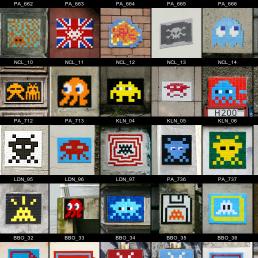 PA_662 PA_663 PA_664 PA_665 PA_666
NCL_10 NCL_11 NCL_12 NCL_13 NCL_14
H200
PA_712 PA_713 KLN_04 KLN_05 KLN_06
LDN_95 LDN_96 LDN_97 PA_736 PA_737
BBO_32 BBO_33 BBO_34 BBO_35 BBO_36